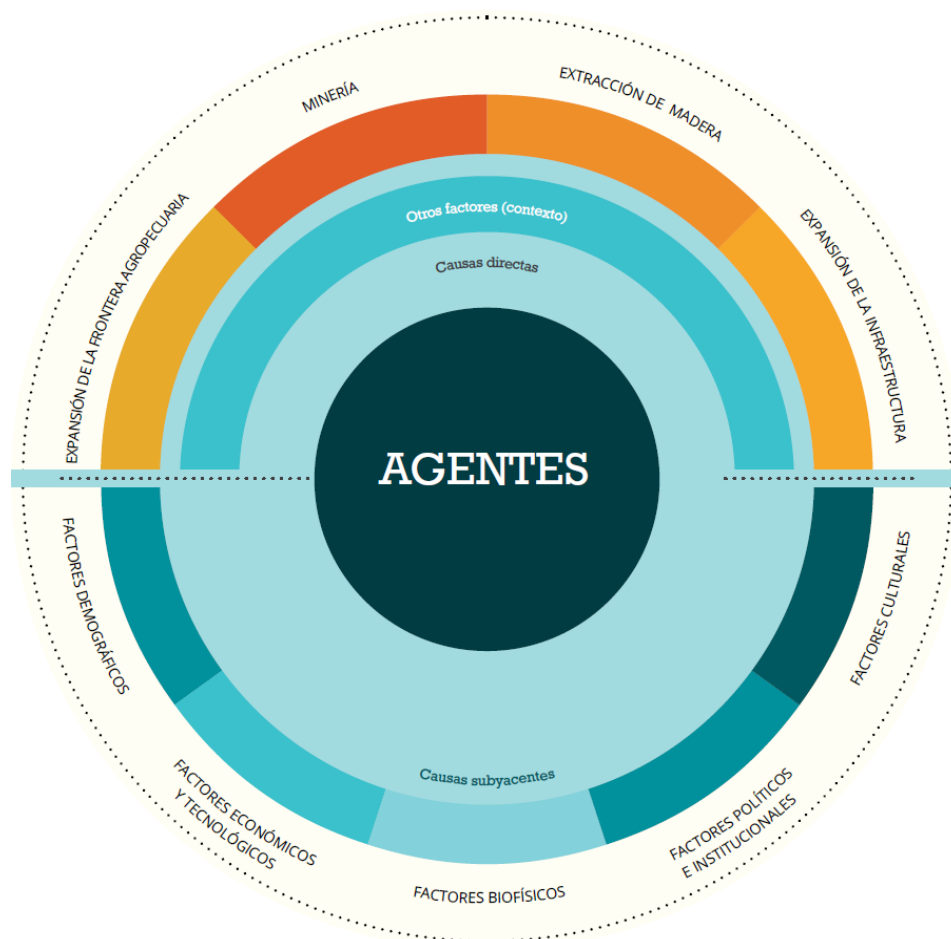 MINERÍA
EXTRACCIÓN DE MADERA
EXPANSIÓN DE LA FRONTERA AGROPECUARIA
EXPANSIÓN DE LA INFRAESTRUCTURA
Otros factores (contexto)
Causas directas
AGENTES
FACTORES DEMOGRÁFICOS
FACTORES CULTURALES
Causas subyacentes
FACTORES ECONÓMICOS
Y TECNOLÓGICOS
FACTORES POLÍTICOS
E INSTITUCIONALES
FACTORES BIOFÍSICOS